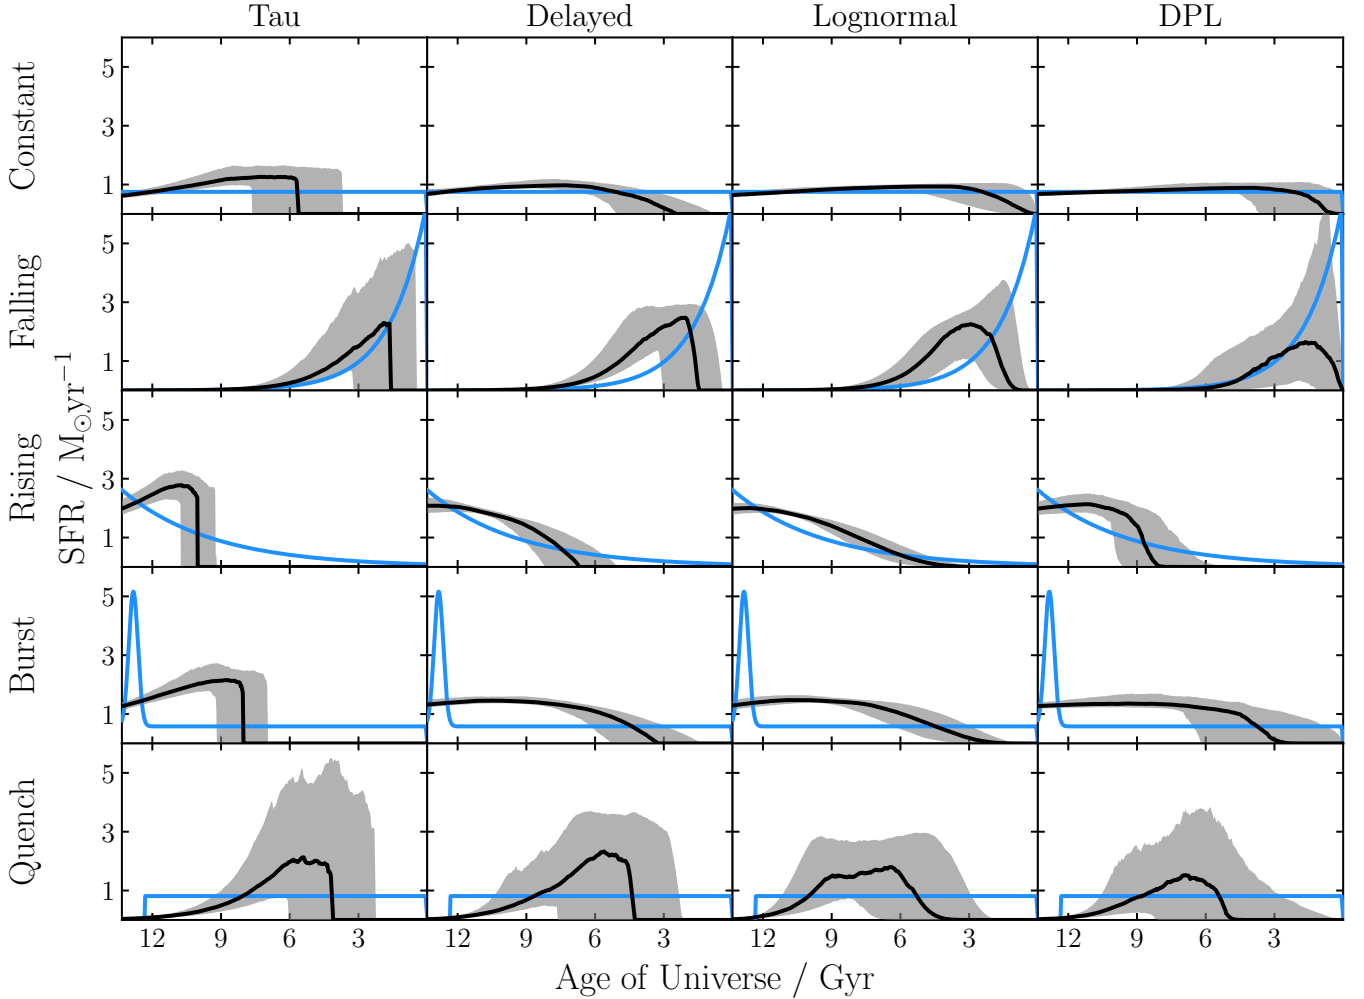 Tau Delayed Lognormal DPL
Constant
5
3
1
Falling
5
3
1
Rising
5
3
1
Burst
5
3
1
Quench
5
3
1
SFR / M☉yr⁻¹
12 9 6 3 12 9 6 3 12 9 6 3 12 9 6 3
Age of Universe / Gyr